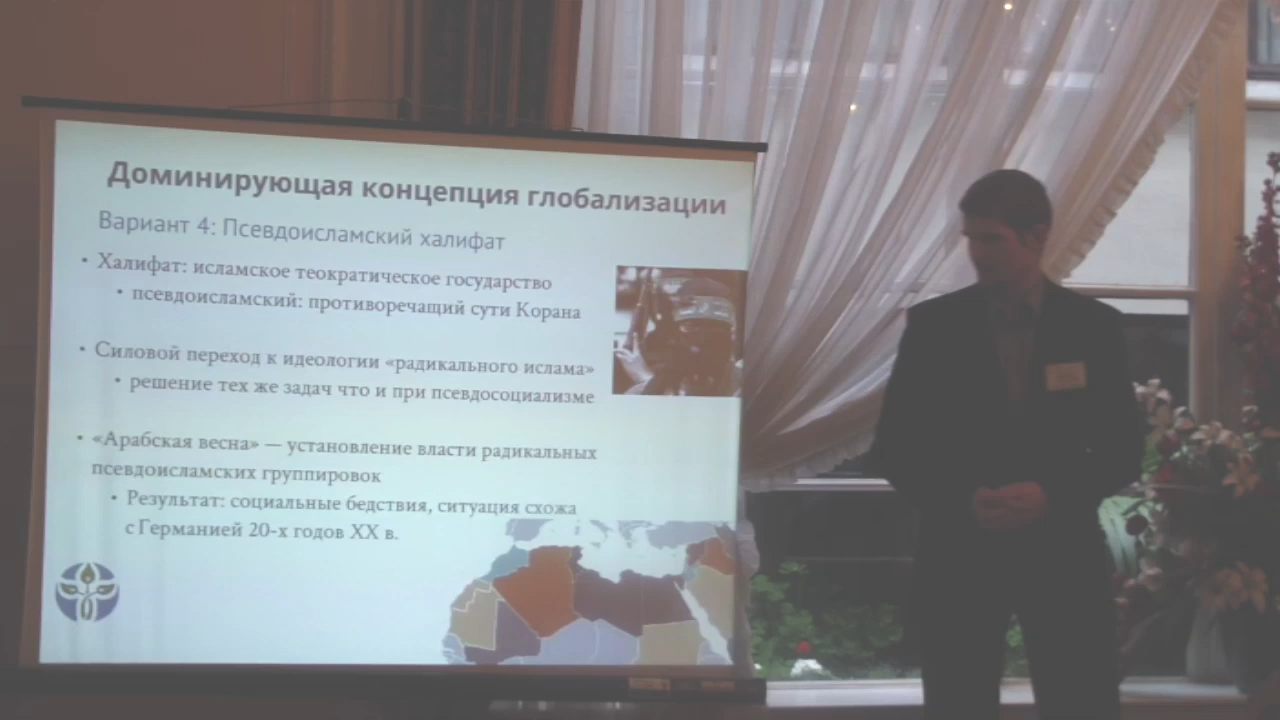 Доминирующая концепция глобализации
Вариант 4: Псевдоисламский халифат
• Халифат: исламское теократическое государство
• псевдоисламский: противоречащий сути Корана
• Силовой переход к идеологии «радикального ислама»
• решение тех же задач что и при псевдосоциализме
• «Арабская весна» — установление власти радикальных
псевдоисламских группировок
• Результат: социальные бедствия, ситуация схожа
с Германией 20-х годов XX в.